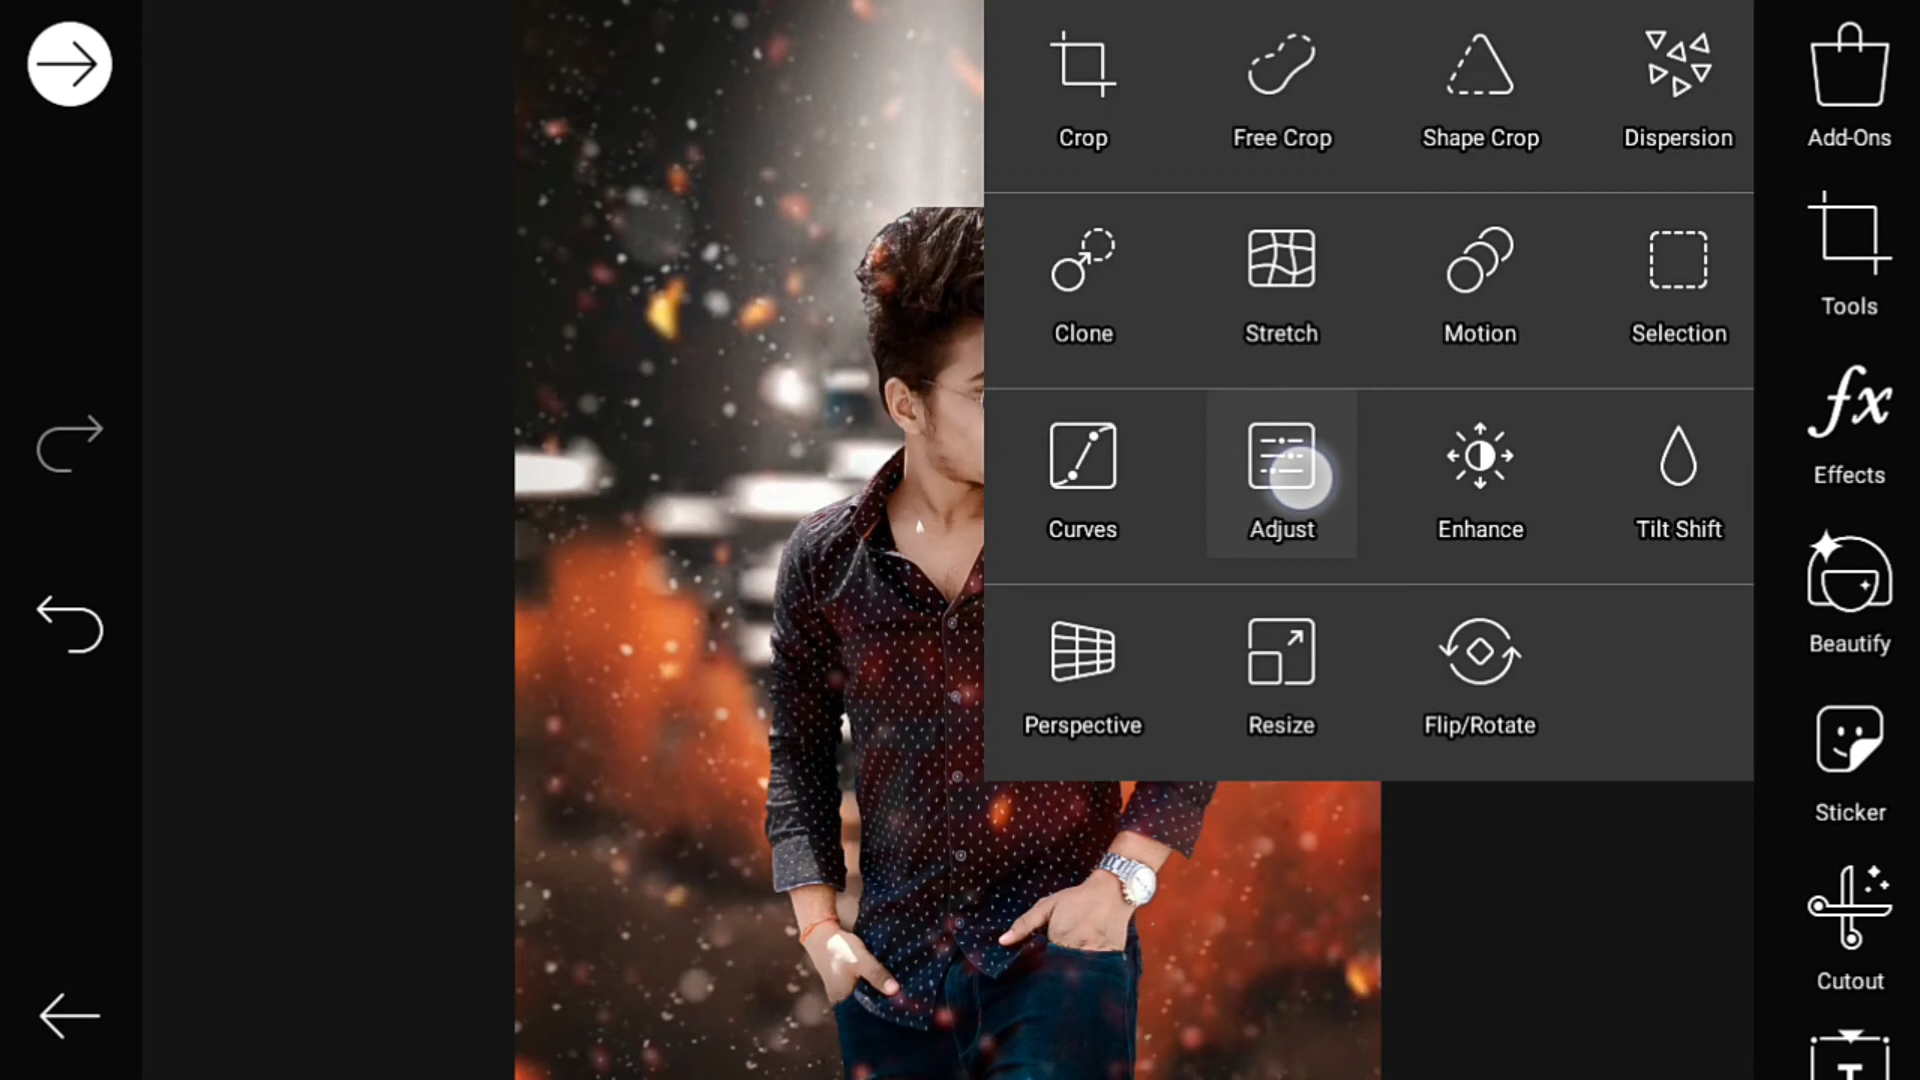 Crop Free Crop Shape Crop Dispersion
Clone Stretch Motion Selection
Curves Adjust Enhance Tilt Shift
Perspective Resize Flip/Rotate
Add-Ons
Tools
fx
Effects
Beautify
Sticker
Cutout
T